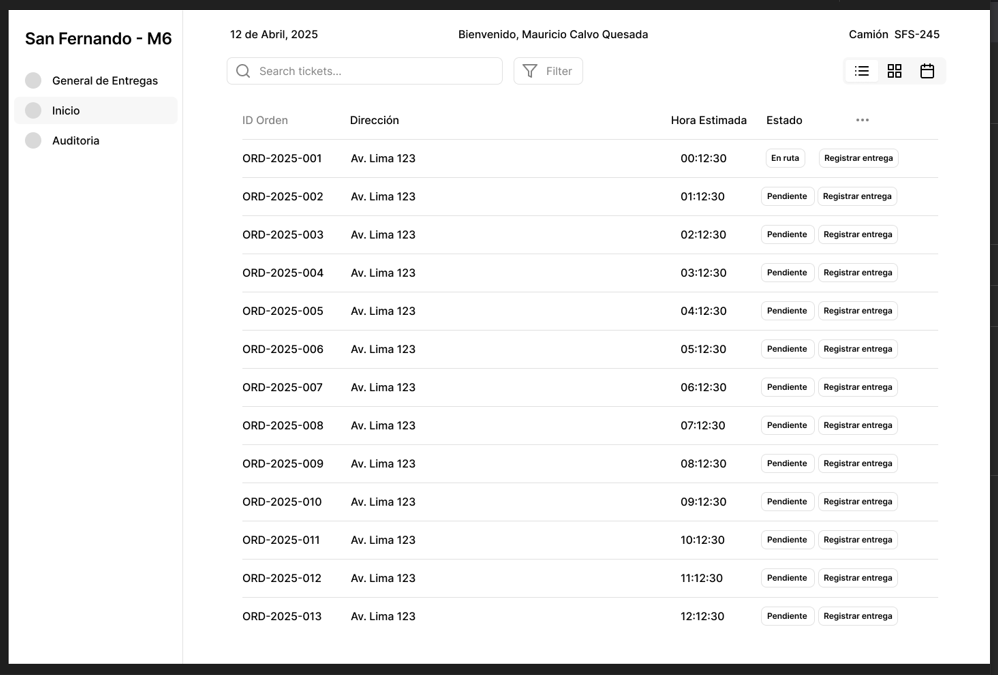 San Fernando - M6
General de Entregas
Inicio
Auditoria
12 de Abril, 2025 Bienvenido, Mauricio Calvo Quesada Camión SFS-245
Search tickets... Filter
ID Orden Dirección Hora Estimada Estado ...
ORD-2025-001 Av. Lima 123 00:12:30 En ruta Registrar entrega
ORD-2025-002 Av. Lima 123 01:12:30 Pendiente Registrar entrega
ORD-2025-003 Av. Lima 123 02:12:30 Pendiente Registrar entrega
ORD-2025-004 Av. Lima 123 03:12:30 Pendiente Registrar entrega
ORD-2025-005 Av. Lima 123 04:12:30 Pendiente Registrar entrega
ORD-2025-006 Av. Lima 123 05:12:30 Pendiente Registrar entrega
ORD-2025-007 Av. Lima 123 06:12:30 Pendiente Registrar entrega
ORD-2025-008 Av. Lima 123 07:12:30 Pendiente Registrar entrega
ORD-2025-009 Av. Lima 123 08:12:30 Pendiente Registrar entrega
ORD-2025-010 Av. Lima 123 09:12:30 Pendiente Registrar entrega
ORD-2025-011 Av. Lima 123 10:12:30 Pendiente Registrar entrega
ORD-2025-012 Av. Lima 123 11:12:30 Pendiente Registrar entrega
ORD-2025-013 Av. Lima 123 12:12:30 Pendiente Registrar entrega